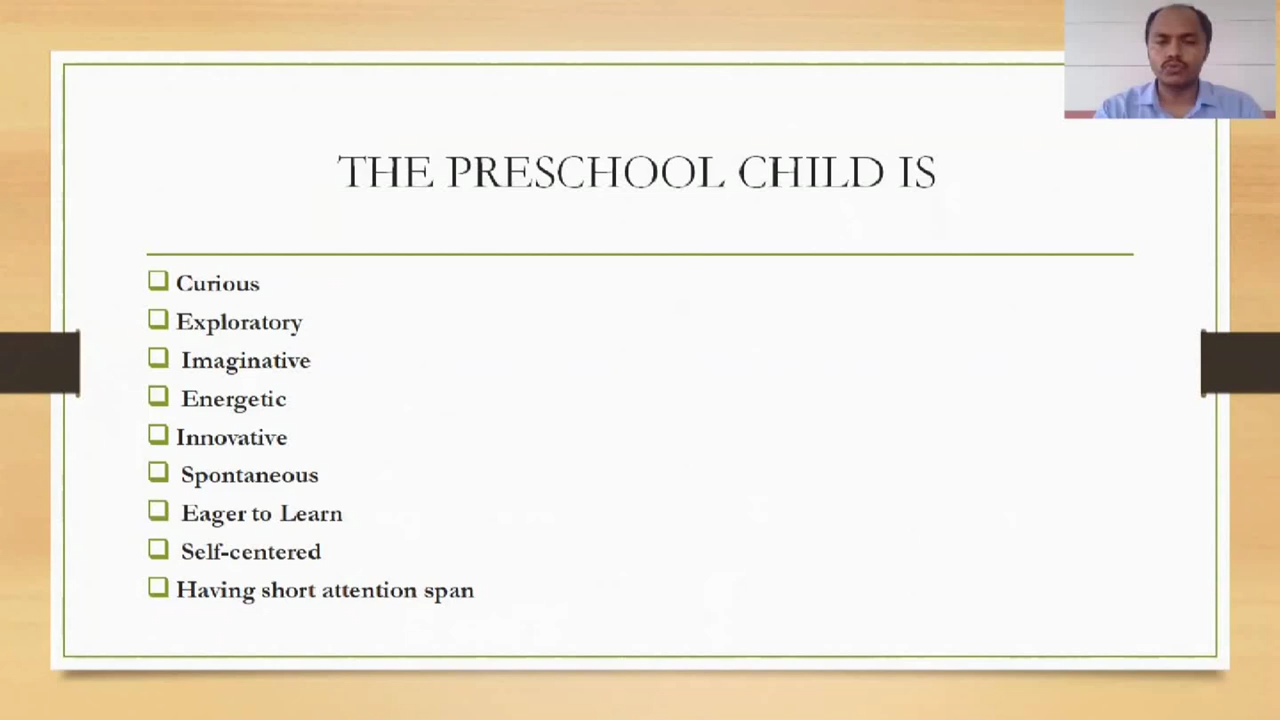 THE PRESCHOOL CHILD IS
Curious
Exploratory
Imaginative
Energetic
Innovative
Spontaneous
Eager to Learn
Self-centered
Having short attention span